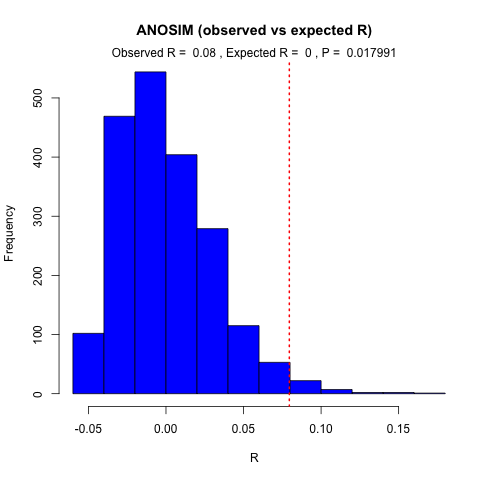 ANOSIM (observed vs expected R)
Observed R =  0.08 , Expected R =  0 , P =  0.017991
Frequency
500
400
300
200
100
0
-0.05 0.00 0.05 0.10 0.15
R